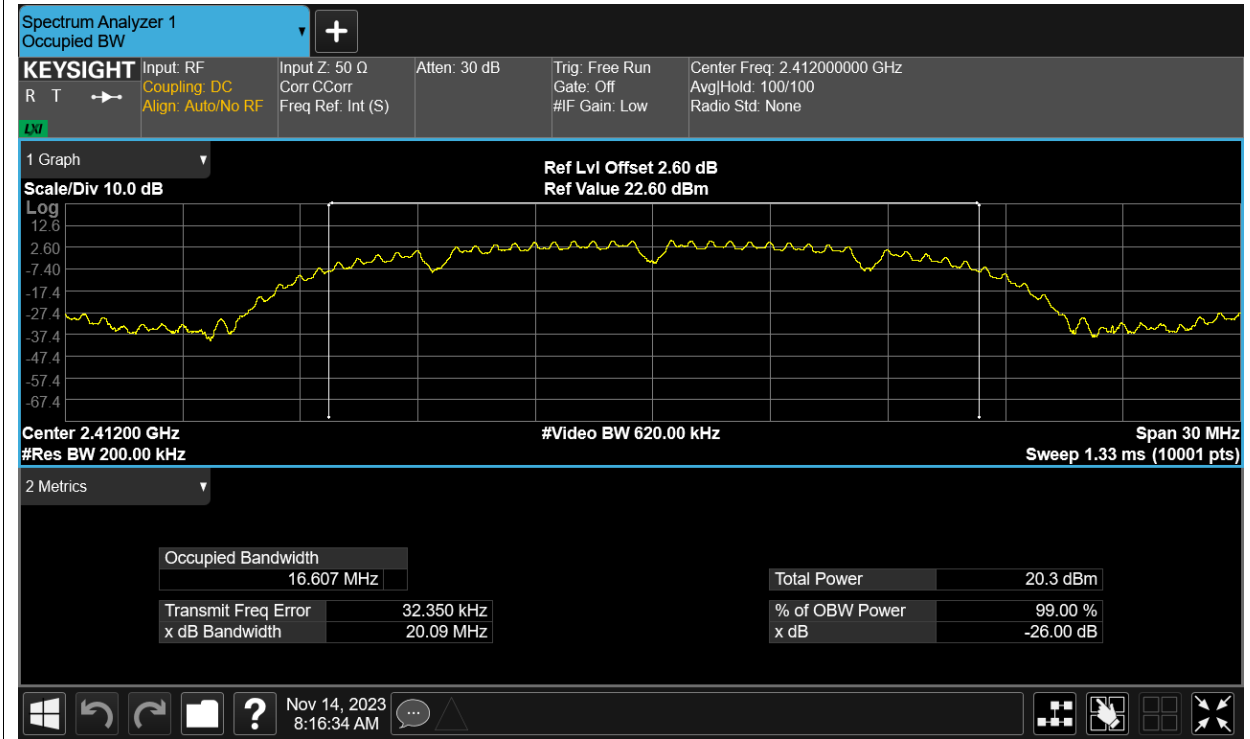 Spectrum Analyzer 1
Occupied BW
KEYSIGHT
R T
LXI
Input: RF
Coupling: DC
Align: Auto/No RF
Input Z: 50 Ω
Corr CCorr
Freq Ref: Int (S)
Atten: 30 dB
Trig: Free Run
Gate: Off
#IF Gain: Low
Center Freq: 2.412000000 GHz
Avg|Hold: 100/100
Radio Std: None
1 Graph
Scale/Div 10.0 dB
Ref Lvl Offset 2.60 dB
Ref Value 22.60 dBm
Log
12.6
2.60
-7.40
-17.4
-27.4
-37.4
-47.4
-57.4
-67.4
Center 2.41200 GHz
#Video BW 620.00 kHz
Span 30 MHz
#Res BW 200.00 kHz
Sweep 1.33 ms (10001 pts)
2 Metrics
Occupied Bandwidth
16.607 MHz
Total Power 20.3 dBm
Transmit Freq Error 32.350 kHz
% of OBW Power 99.00 %
x dB Bandwidth 20.09 MHz
x dB -26.00 dB
?
Nov 14, 2023
8:16:34 AM